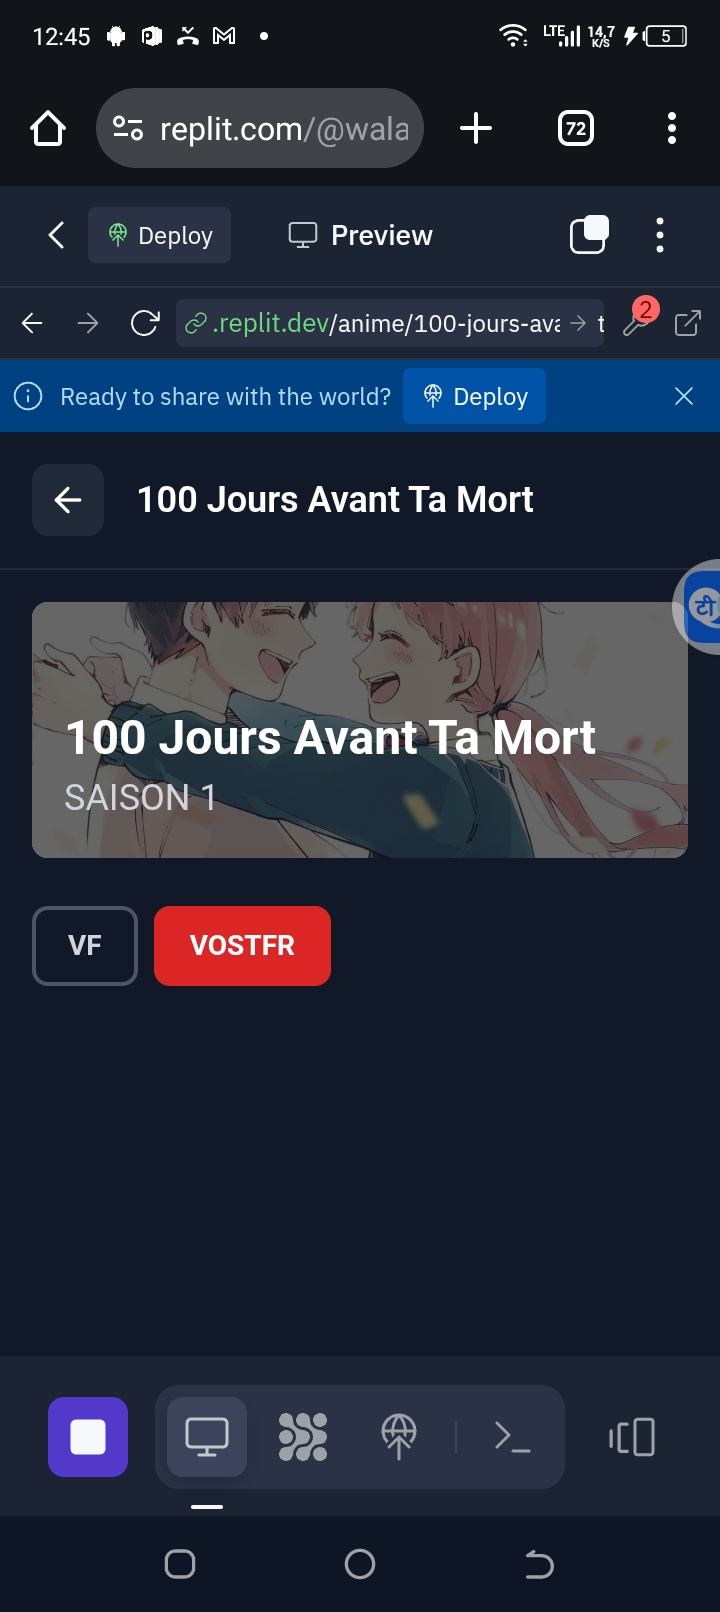 12:45
LTE 14,7 K/S 5
replit.com/@wala
72
Deploy Preview
.replit.dev/anime/100-jours-ava t
2
Ready to share with the world? Deploy
100 Jours Avant Ta Mort
टी
100 Jours Avant Ta Mort
SAISON 1
VF VOSTFR